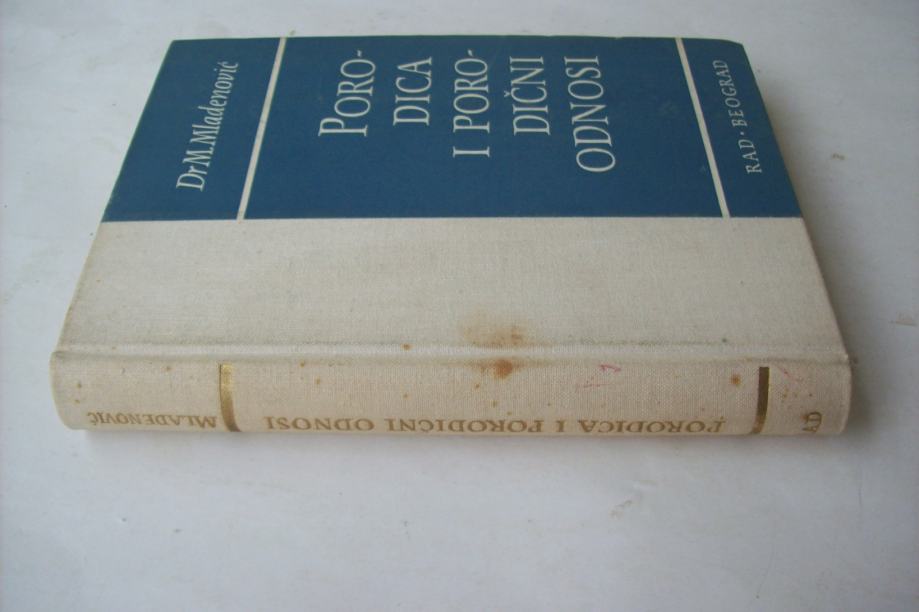 Dr M. Mladenović
PORO-
DICA
I PORO-
DIČNI
ODNOSI
RAD · BEOGRAD
MLADENOVIĆ
PORODICA I PORODIČNI ODNOSI
RAD